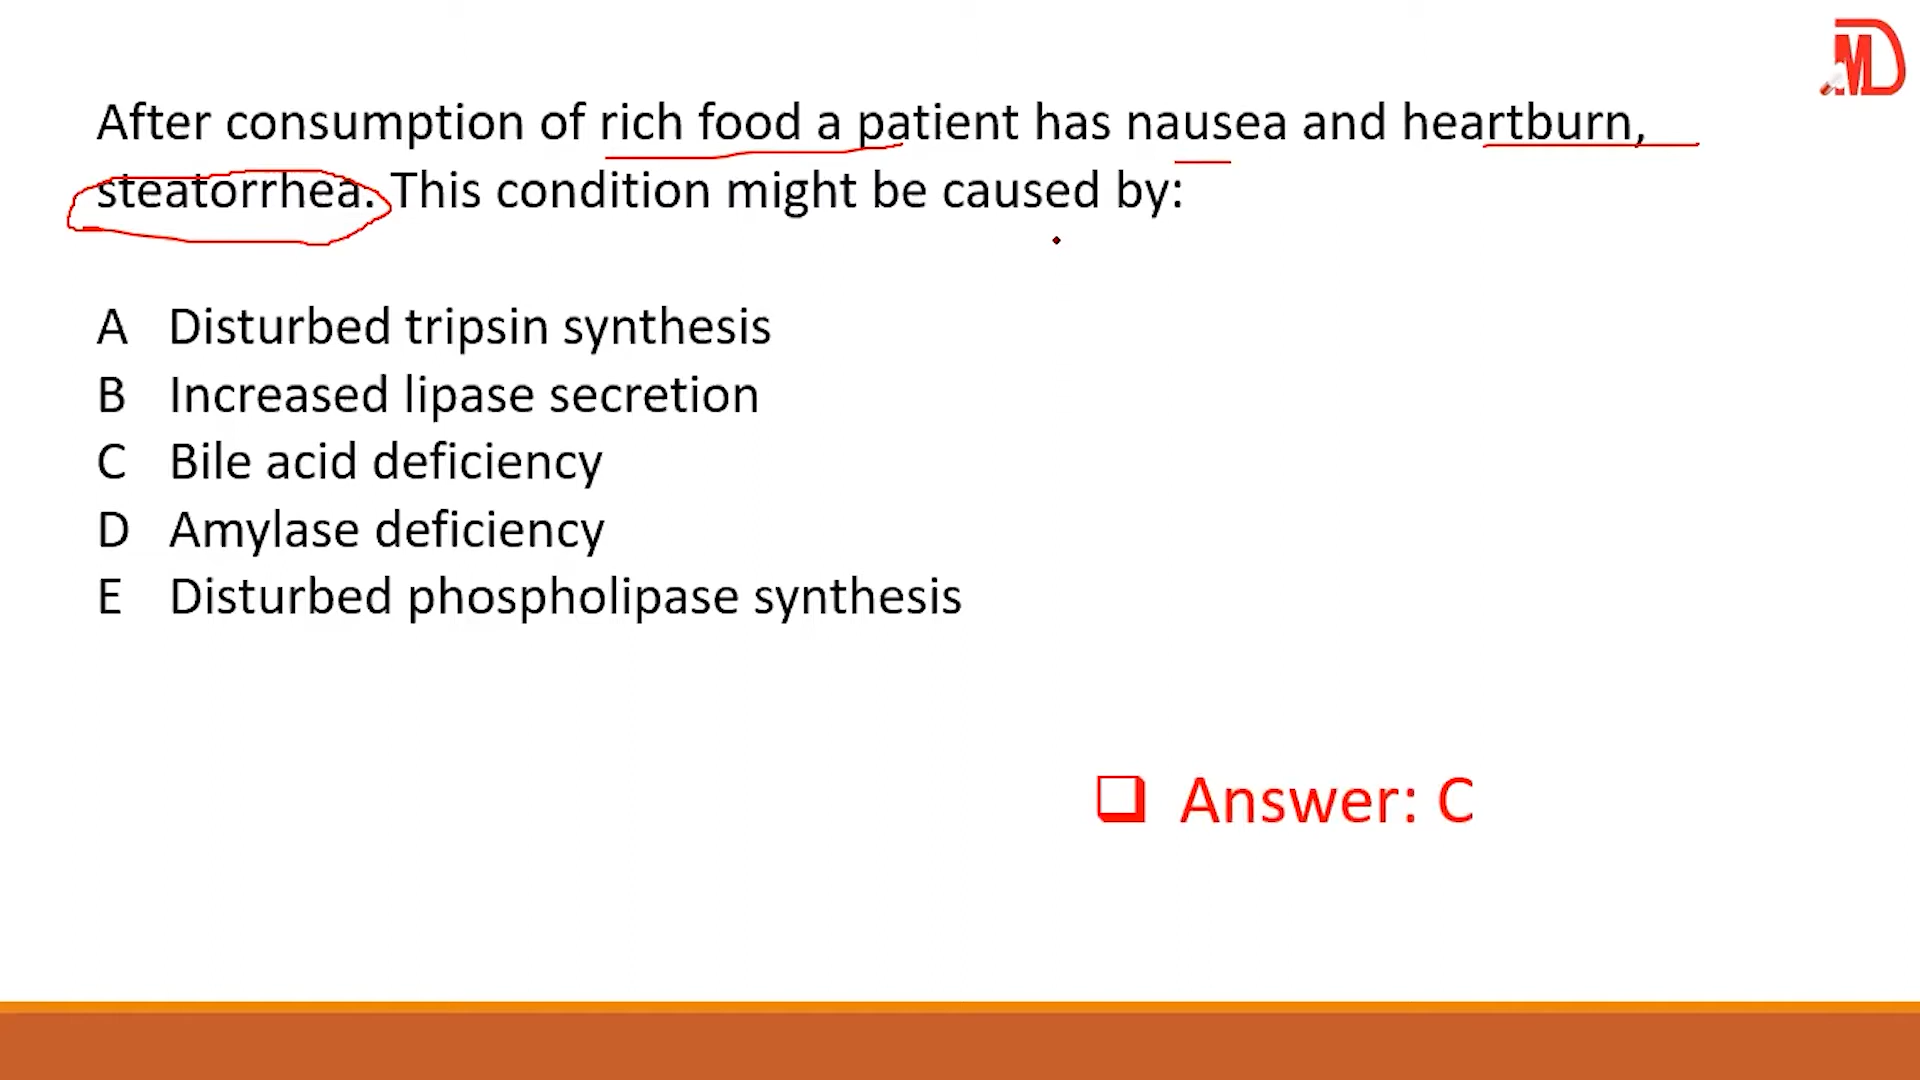 MD
After consumption of rich food a patient has nausea and heartburn,
steatorrhea. This condition might be caused by:
A Disturbed tripsin synthesis
B Increased lipase secretion
C Bile acid deficiency
D Amylase deficiency
E Disturbed phospholipase synthesis
Answer: C